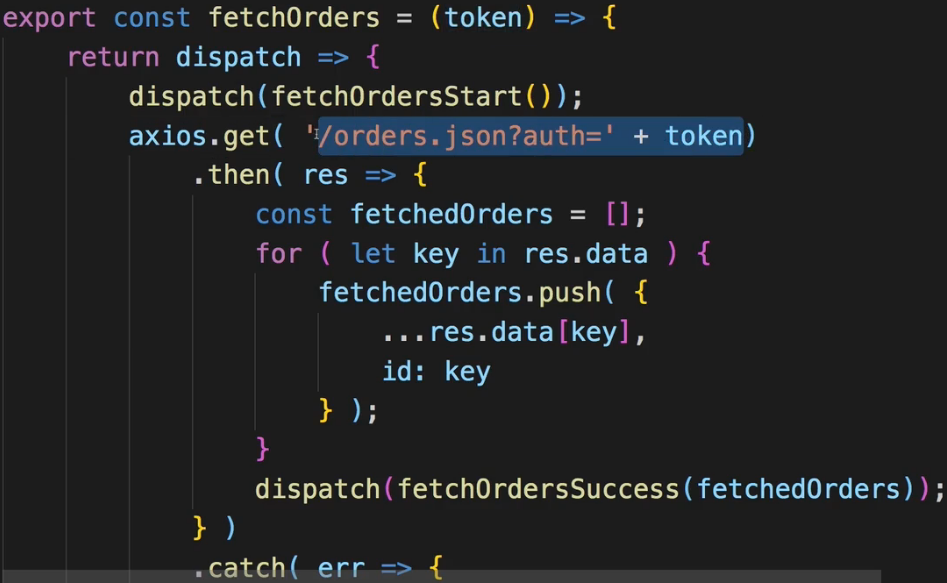 export const fetchOrders = (token) => {
return dispatch => {
dispatch(fetchOrdersStart());
axios.get( '/orders.json?auth=' + token)
.then( res => {
const fetchedOrders = [];
for ( let key in res.data ) {
fetchedOrders.push( {
...res.data[key],
id: key
} );
}
dispatch(fetchOrdersSuccess(fetchedOrders));
} )
.catch( err => {